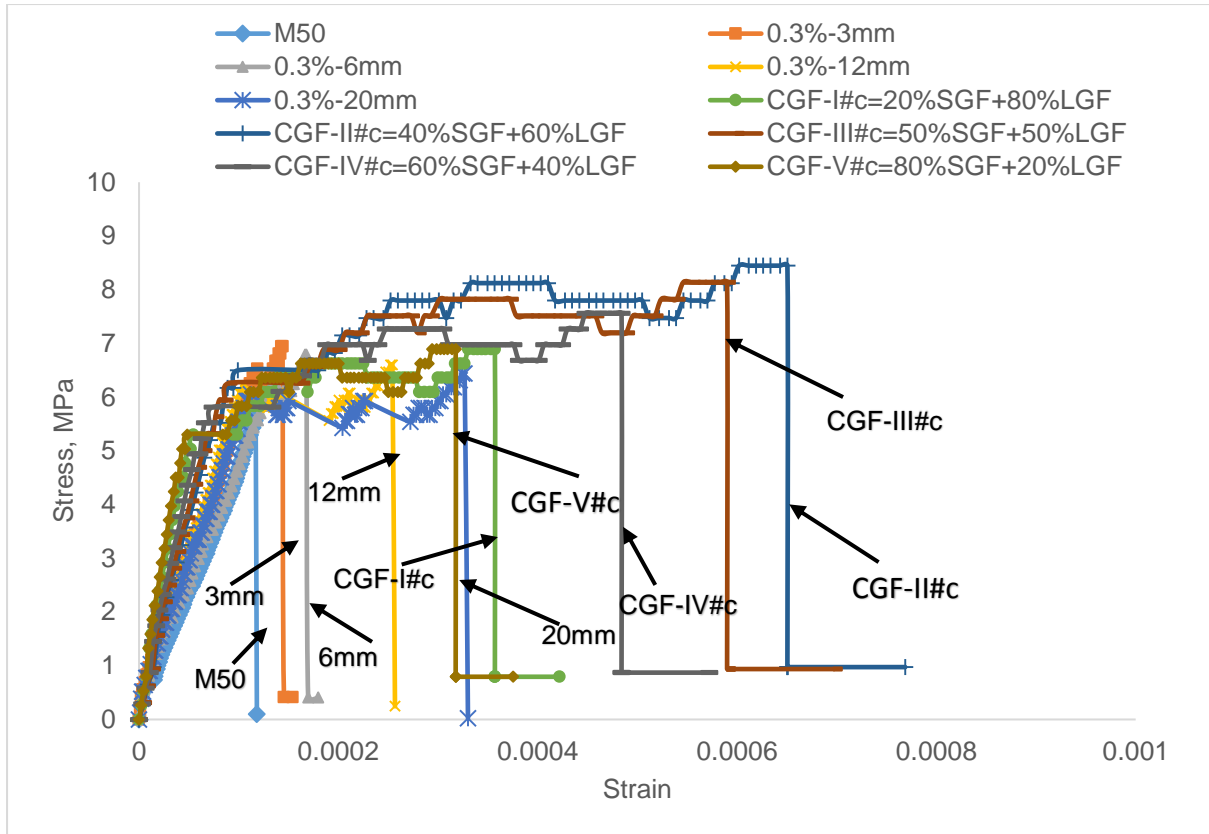 M50 0.3%-3mm
0.3%-6mm 0.3%-12mm
0.3%-20mm CGF-I#c=20%SGF+80%LGF
CGF-II#c=40%SGF+60%LGF CGF-III#c=50%SGF+50%LGF
CGF-IV#c=60%SGF+40%LGF CGF-V#c=80%SGF+20%LGF
10
9
8
7
6
5
4
3
2
1
0
Stress, MPa
CGF-III#c
12mm
CGF-V#c
3mm
CGF-I#c
CGF-IV#c
CGF-II#c
20mm
6mm
M50
0 0.0002 0.0004 0.0006 0.0008 0.001
Strain